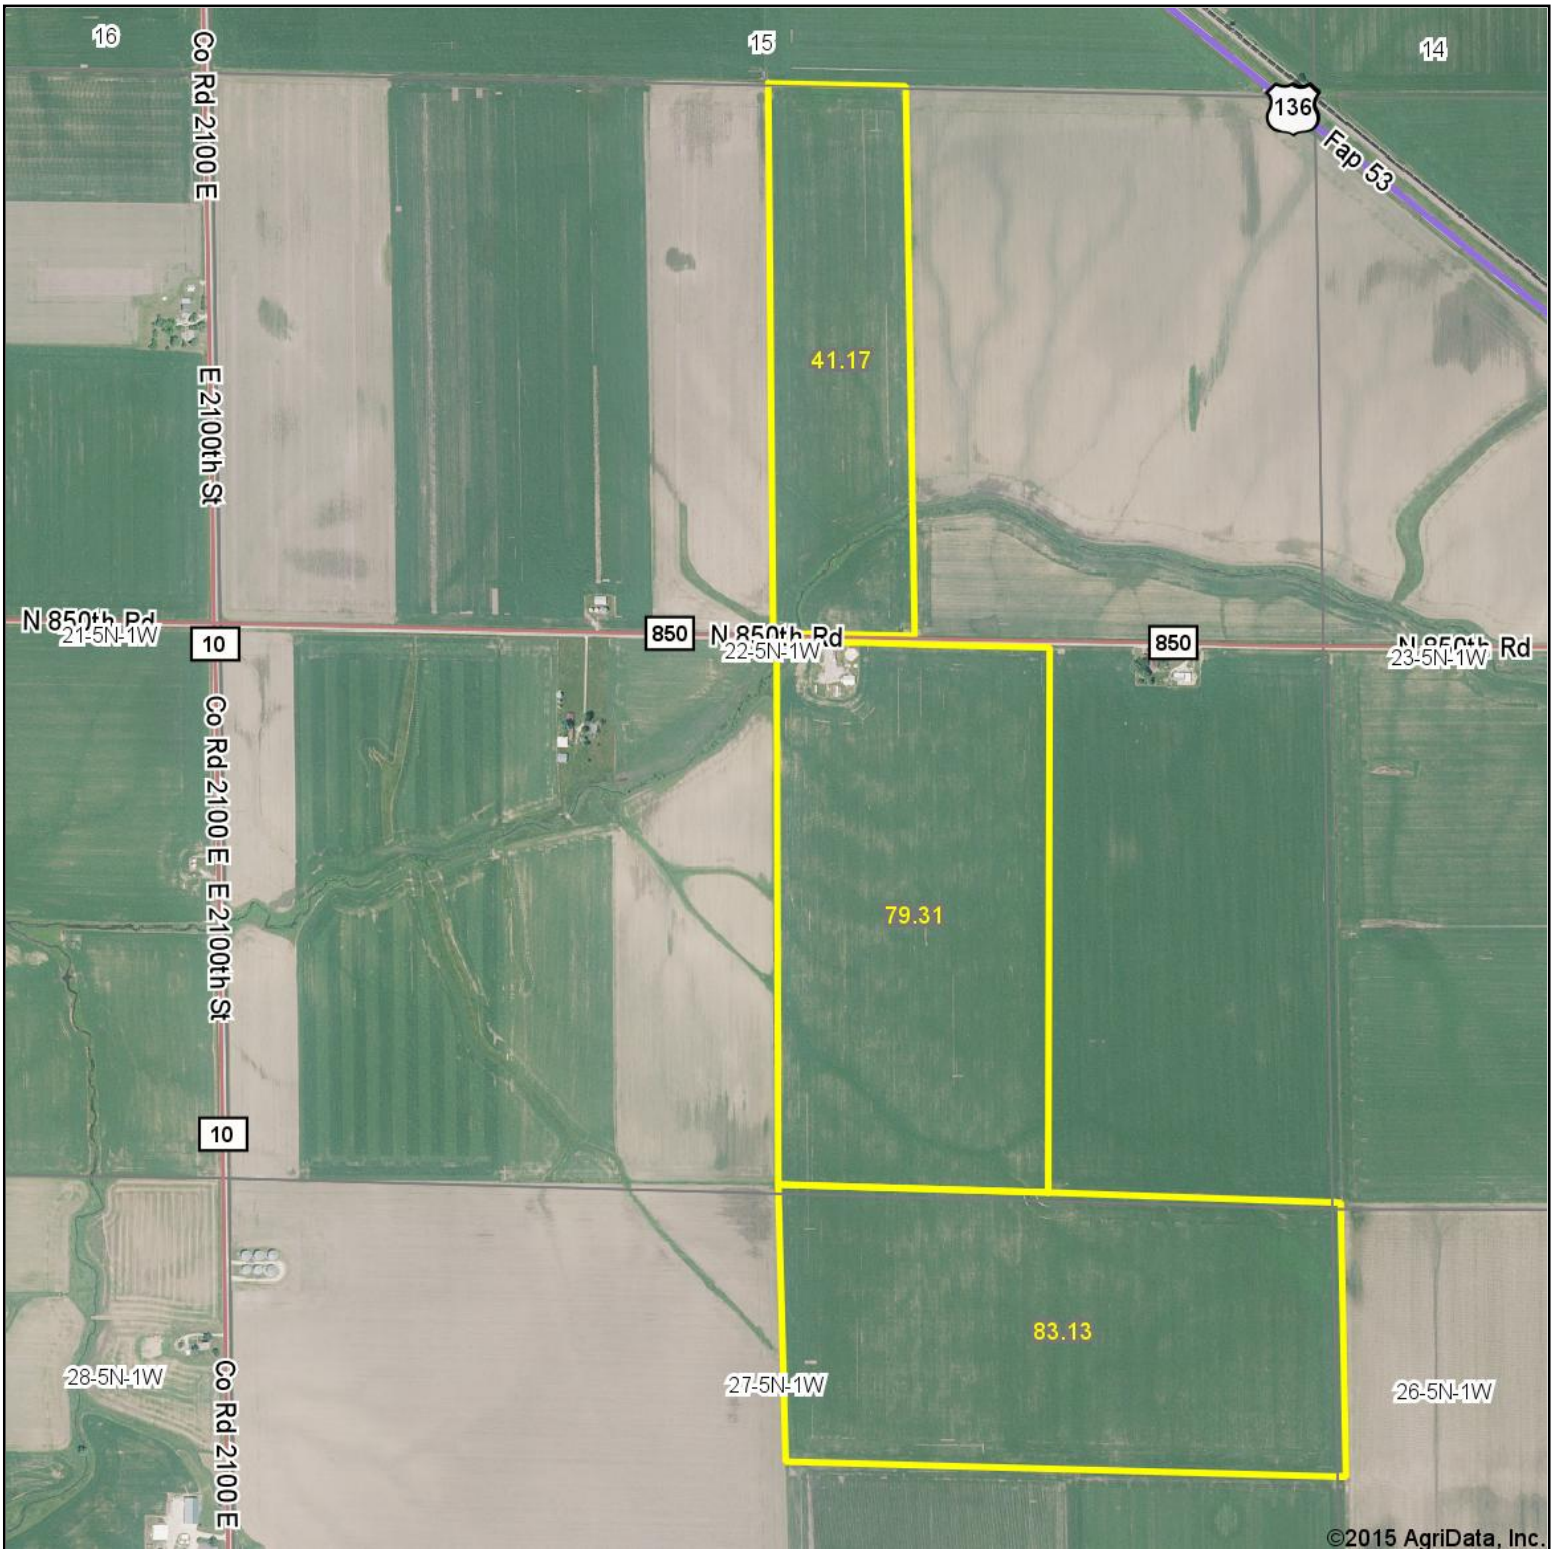 16
15
14
Co Rd 2100 E
136
Fap 53
41.17
E 2100th St
N 850th Rd
21-5N-1W
10
850
N 850th Rd
22-5N-1W
850
N 850th Rd
23-5N-1W
Co Rd 2100 E
E 2100th St
79.31
10
83.13
28-5N-1W
27-5N-1W
26-5N-1W
Co Rd 2100 E
©2015 AgriData, Inc.